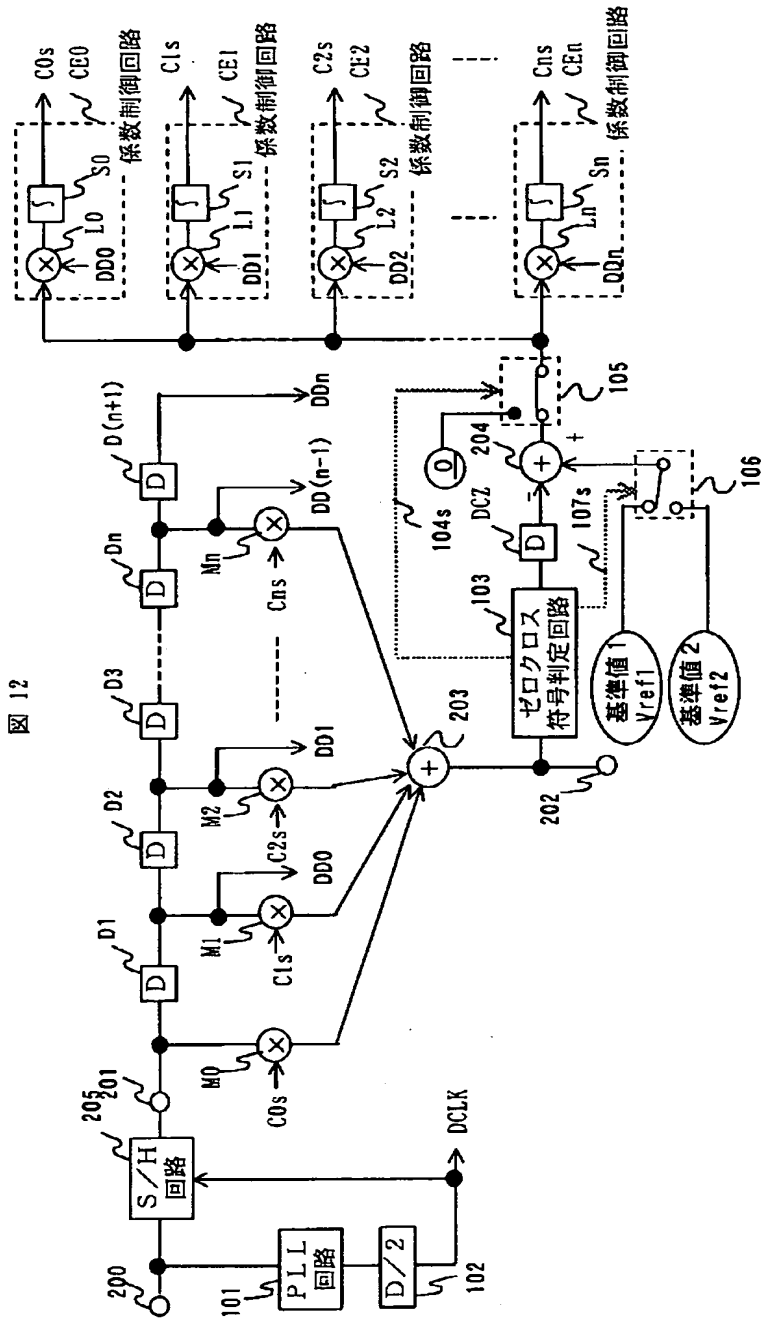 図 12
200
S/H
回路
205
201
PLL
回路
101
D/2
102
DCLK
D
D1
D
D2
D
D3
D
Dn
D
D(n+1)
M0
C0s
M1
C1s
DD0
M2
C2s
DD1
Mn
Cns
DD(n-1)
DDn
203
202
ゼロクロス
符号判定回路
103
D
DCZ
-
+
204
+
0
104s
105
107s
106
基準値1
Vref1
基準値2
Vref2
L0
DD0
∫
S0
C0s
CE0
係数制御回路
L1
DD1
∫
S1
C1s
CE1
係数制御回路
L2
DD2
∫
S2
C2s
CE2
係数制御回路
Ln
DDn
∫
Sn
Cns
CEn
係数制御回路